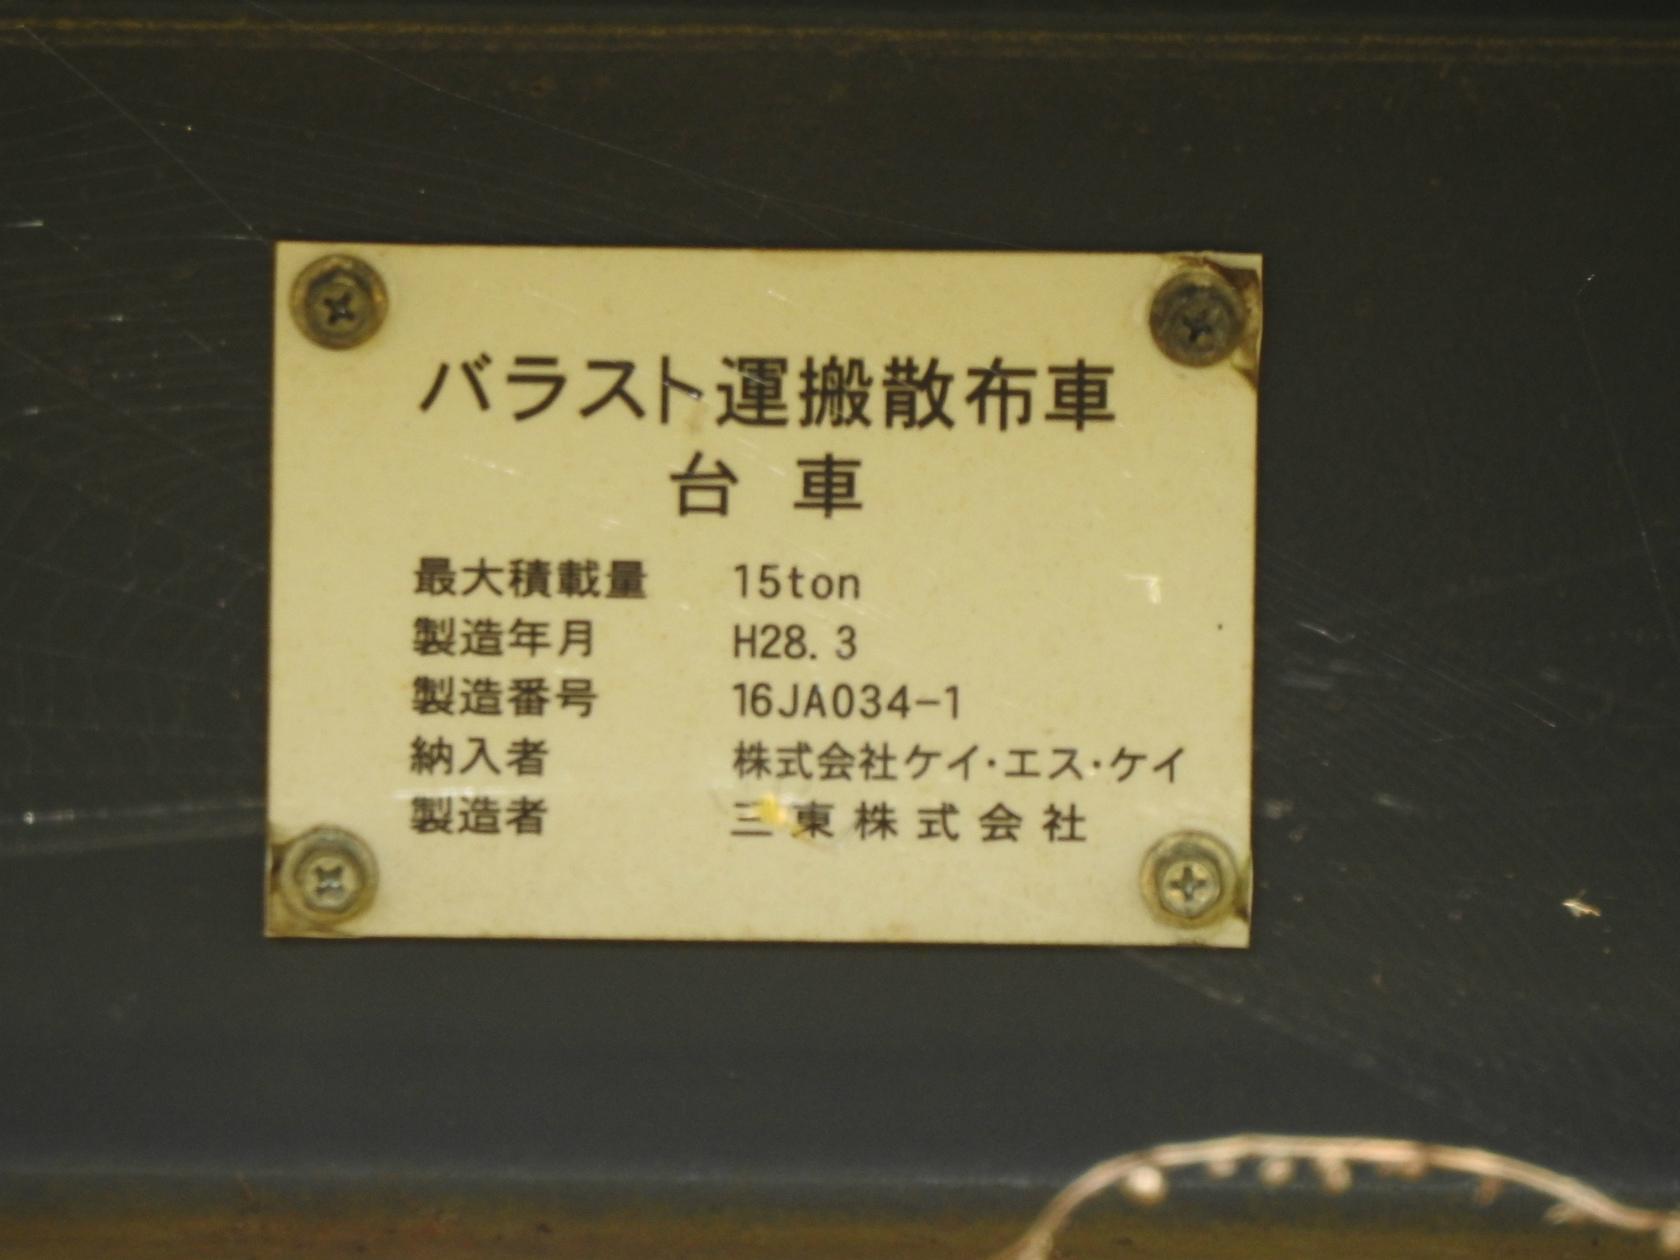 バラスト運搬散布車
台車
最大積載量 15ton
製造年月 H28.3
製造番号 16JA034-1
納入者 株式会社ケイ・エス・ケイ
製造者 三東株式会社